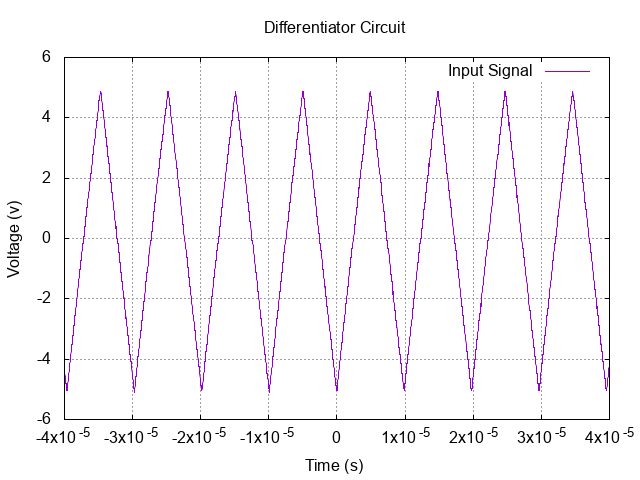 Differentiator Circuit
Input Signal
6
4
2
0
-2
-4
-6
Voltage (v)
-4x10^-5 -3x10^-5 -2x10^-5 -1x10^-5 0 1x10^-5 2x10^-5 3x10^-5 4x10^-5
Time (s)